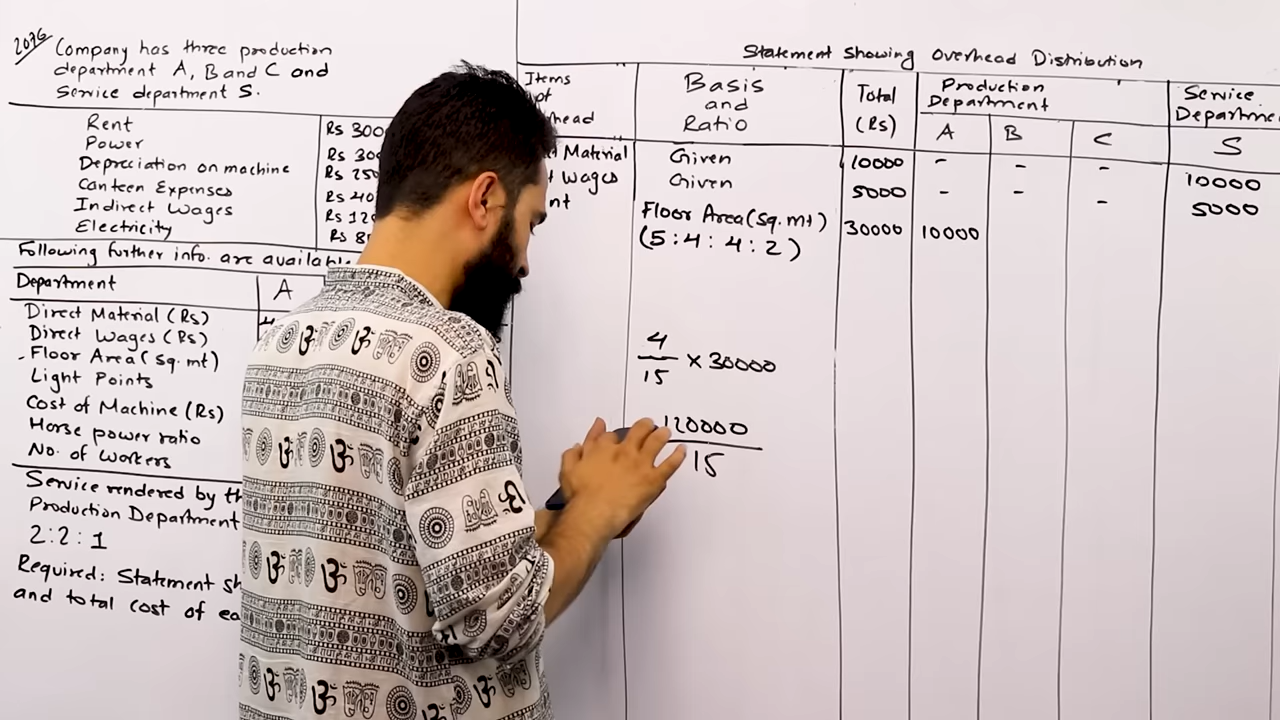 2076
Company has three production
department A, B and C and
Service department S.
Rent Rs 300
Power Rs 30
Depreciation on machine Rs 250
Canteen Expenses Rs 40
Indirect Wages Rs 12
Electricity Rs 8
Following further info. are available
Department A
Direct Material (Rs)
Direct Wages (Rs)
Floor Area (Sq. mt)
Light Points
Cost of Machine (Rs)
Horse power ratio
No. of workers
Service rendered by th
Production Department
2:2:1
Required: Statement sh
and total cost of ea
Statement Showing Overhead Distribution
Items
of
head
Basis
and
Ratio
Total
(Rs)
Production
Department
A B C
Service
Departmen
S
Material Given 10000 - - - 10000
Wages Given 5000 - - - 5000
nt Floor Area (Sq. mt)
(5:4:4:2) 30000 10000
4
15 × 30000
120000
15